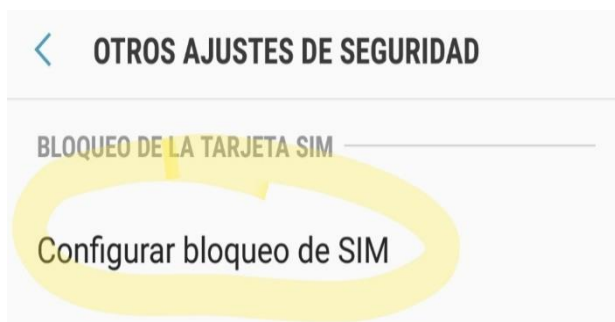 OTROS AJUSTES DE SEGURIDAD
BLOQUEO DE LA TARJETA SIM
Configurar bloqueo de SIM